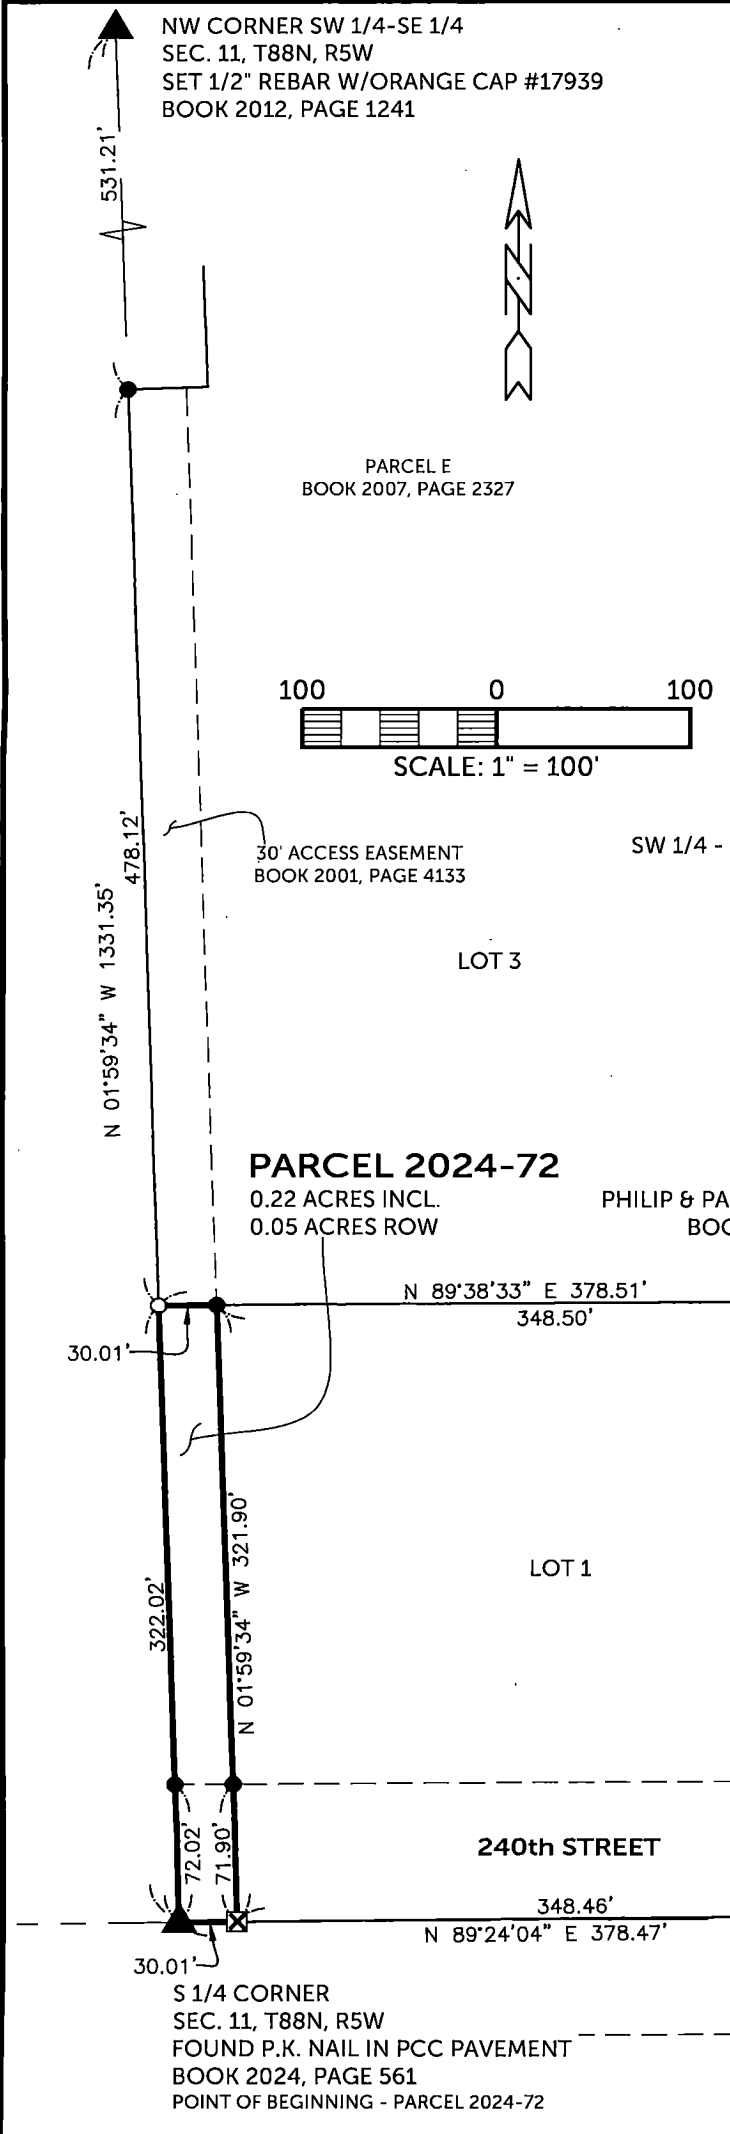 NW CORNER SW 1/4-SE 1/4
SEC. 11, T88N, R5W
SET 1/2" REBAR W/ORANGE CAP #17939
BOOK 2012, PAGE 1241
531.21'
N
PARCEL E
BOOK 2007, PAGE 2327
100 0 100
SCALE: 1" = 100'
478.12'
30' ACCESS EASEMENT
BOOK 2001, PAGE 4133
SW 1/4 -
N 01°59'34" W 1331.35'
LOT 3
PARCEL 2024-72
0.22 ACRES INCL.
0.05 ACRES ROW
PHILIP & PA
BOO
N 89°38'33" E 378.51'
348.50'
30.01'
322.02'
N 01°59'34" W 321.90'
LOT 1
72.02'
71.90'
240th STREET
348.46'
N 89°24'04" E 378.47'
30.01'
S 1/4 CORNER
SEC. 11, T88N, R5W
FOUND P.K. NAIL IN PCC PAVEMENT
BOOK 2024, PAGE 561
POINT OF BEGINNING - PARCEL 2024-72